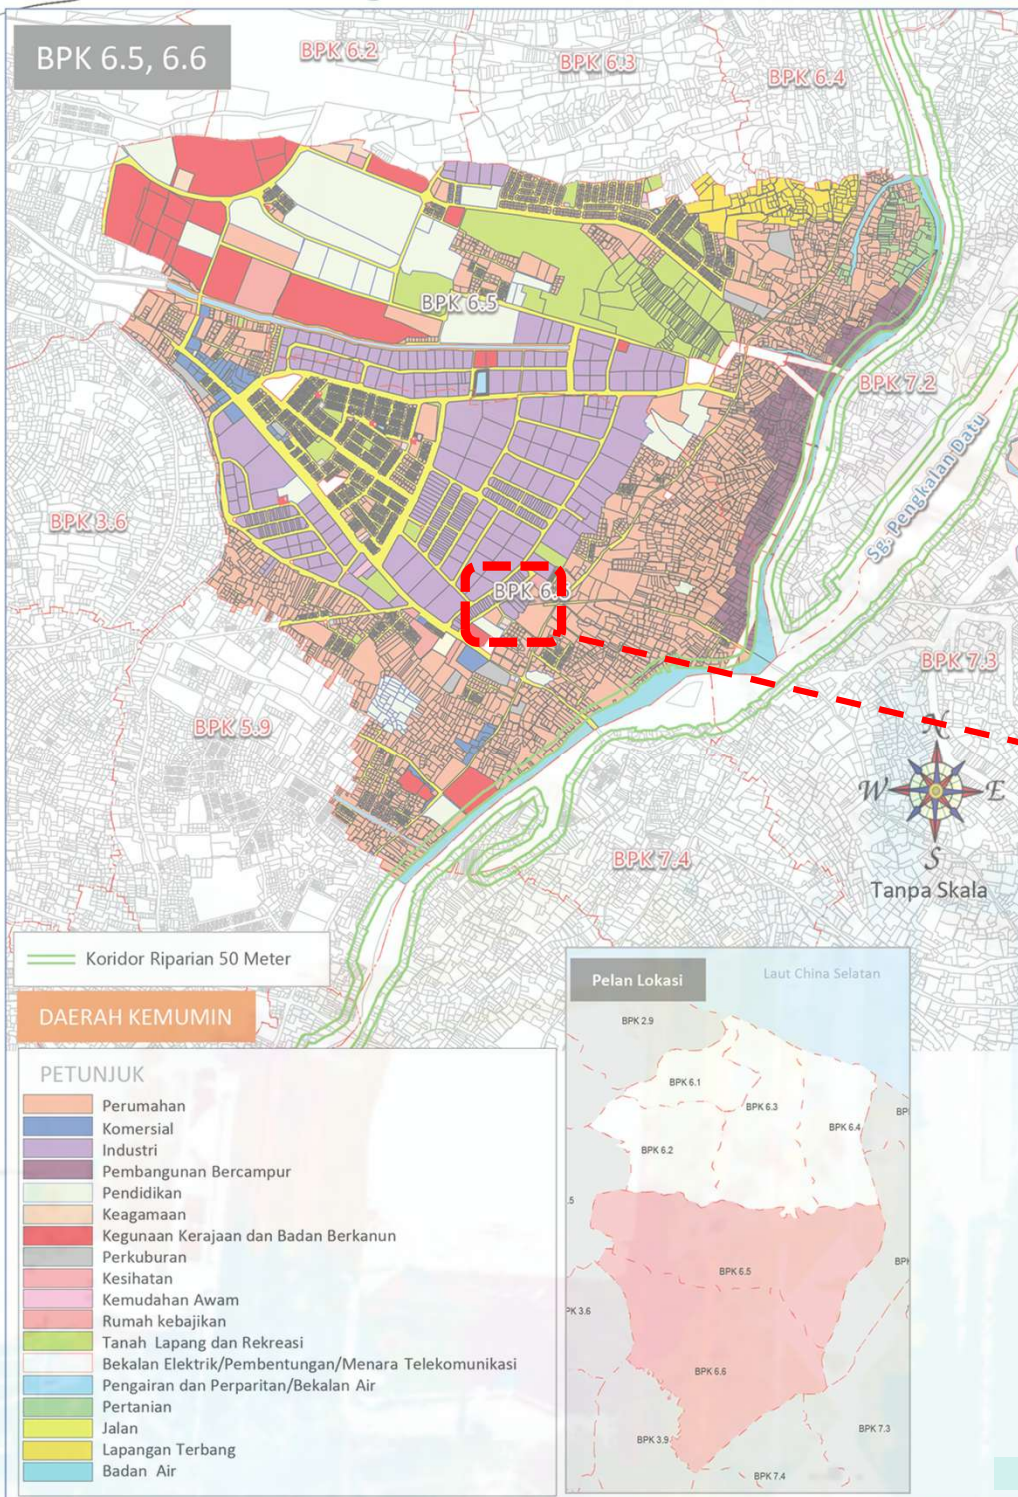 BPK 6.5, 6.6
BPK 6.2
BPK 6.3
BPK 6.4
BPK 6.5
BPK 7.2
Sg. Pengkalan Datu
BPK 3.6
BPK 6.6
BPK 7.3
BPK 5.9
N
W
E
S
BPK 7.4
Tanpa Skala
Koridor Riparian 50 Meter
DAERAH KEMUMIN
PETUNJUK
Perumahan
Komersial
Industri
Pembangunan Bercampur
Pendidikan
Keagamaan
Kegunaan Kerajaan dan Badan Berkanun
Perkuburan
Kesihatan
Kemudahan Awam
Rumah kebajikan
Tanah Lapang dan Rekreasi
Bekalan Elektrik/Pembentungan/Menara Telekomunikasi
Pengairan dan Perparitan/Bekalan Air
Pertanian
Jalan
Lapangan Terbang
Badan Air
Pelan Lokasi
Laut China Selatan
BPK 2.9
BPK 6.1
BPK 6.3
BPK 6.4
BPK 6.2
.5
BPK 6.5
PK 3.6
BPK 6.6
BPK 3.9
BPK 7.3
BPK 7.4